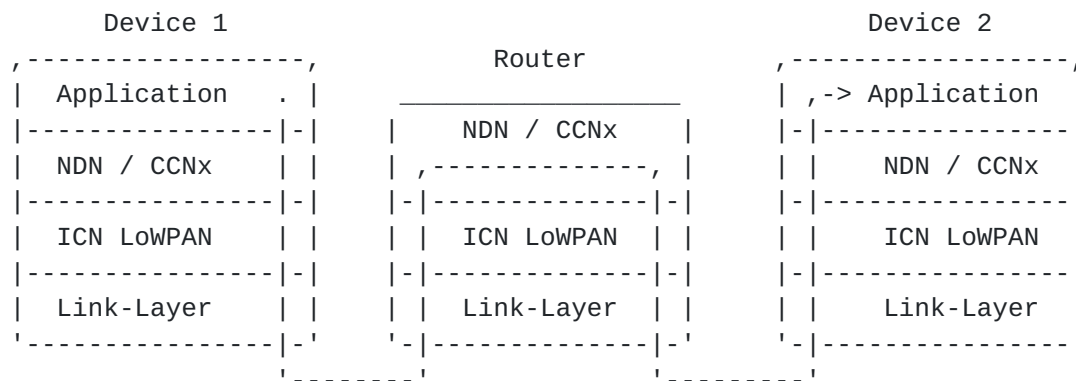 Device 1 Device 2
Router
Application ,-> Application
NDN / CCNx
NDN / CCNx NDN / CCNx
ICN LoWPAN ICN LoWPAN ICN LoWPAN
Link-Layer Link-Layer Link-Layer